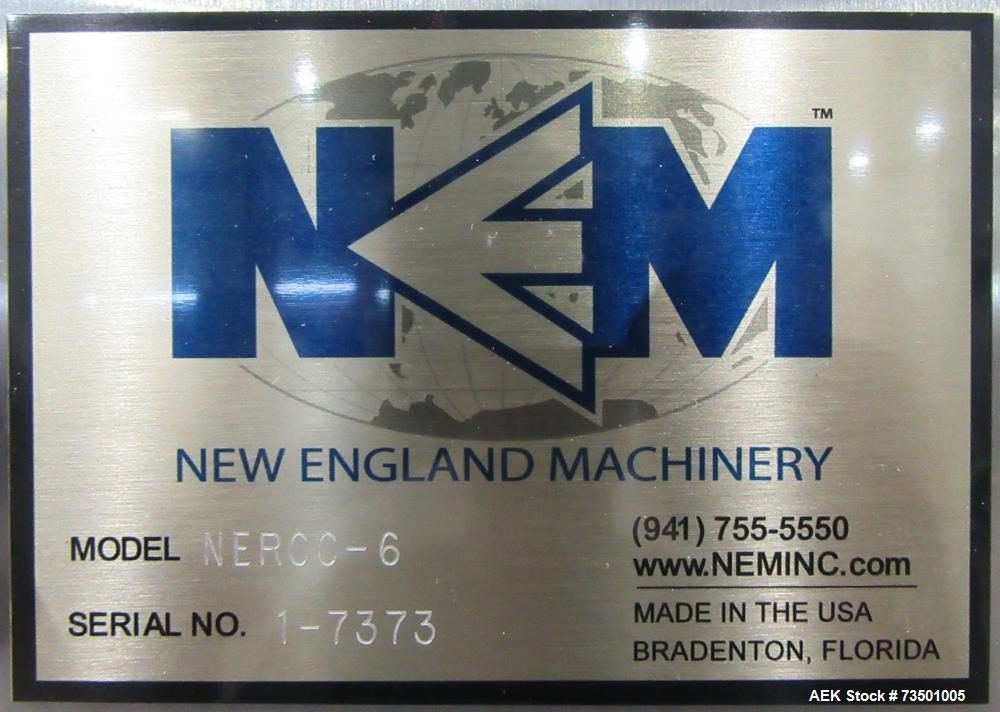 NEM™
NEW ENGLAND MACHINERY
MODEL NERCC-6
SERIAL NO. 1-7373
(941) 755-5550
www.NEMINC.com
MADE IN THE USA
BRADENTON, FLORIDA
AEK Stock # 73501005